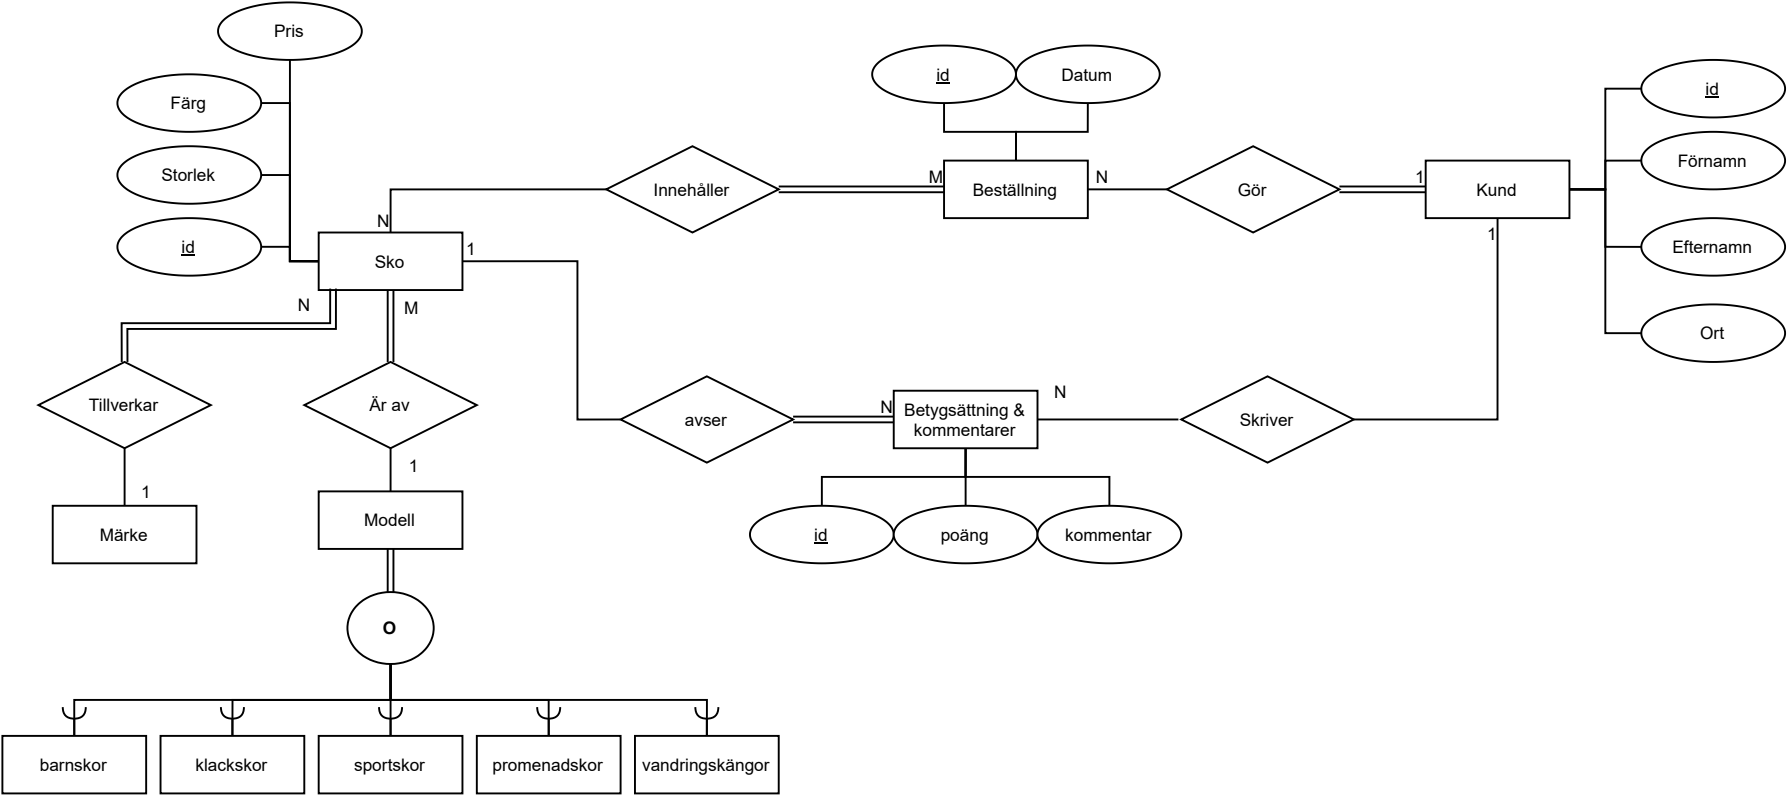 Pris
Färg
Storlek
id
id
Datum
id
Förnamn
Efternamn
Ort
Innehåller
M
Beställning
N
Gör
1
Kund
N
Sko
1
1
N
M
Tillverkar
Är av
avser
N
Betygsättning &
kommentarer
N
Skriver
1
1
Märke
Modell
id
poäng
kommentar
O
barnskor
klackskor
sportskor
promenadskor
vandringskängor